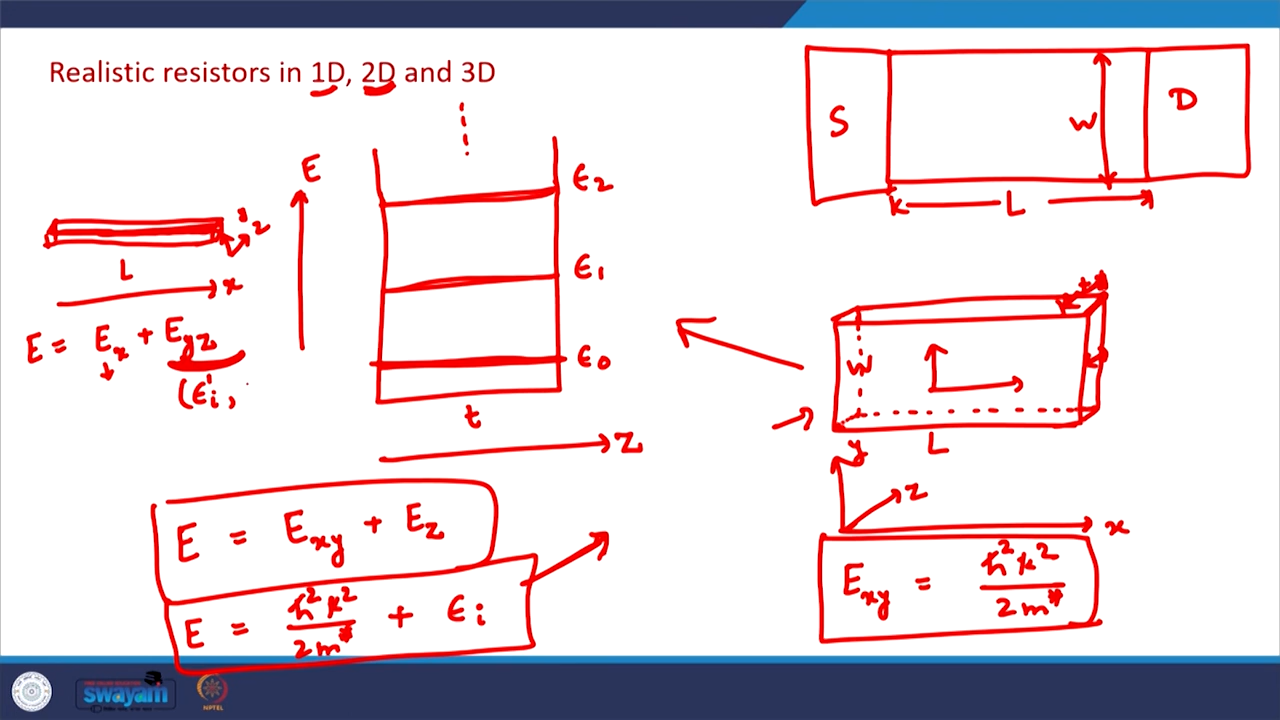 Realistic resistors in 1D, 2D and 3D
S
D
W
L
E
ϵ2
ϵ1
ϵ0
t
Z
L
x
z
E = Ex + Eyz
(ϵi,
W
t
L
y
z
x
E = Exy + Ez
E = ħ²k²/2m* + ϵi
Exy = ħ²k²/2m*
swayam
NPTEL